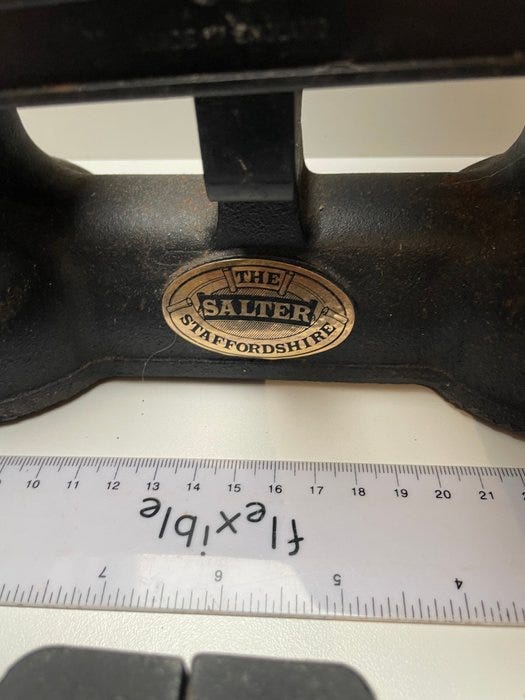 THE
SALTER
STAFFORDSHIRE
10 11 12 13 14 15 16 17 18 19 20 21
flexible
7 6 5 4